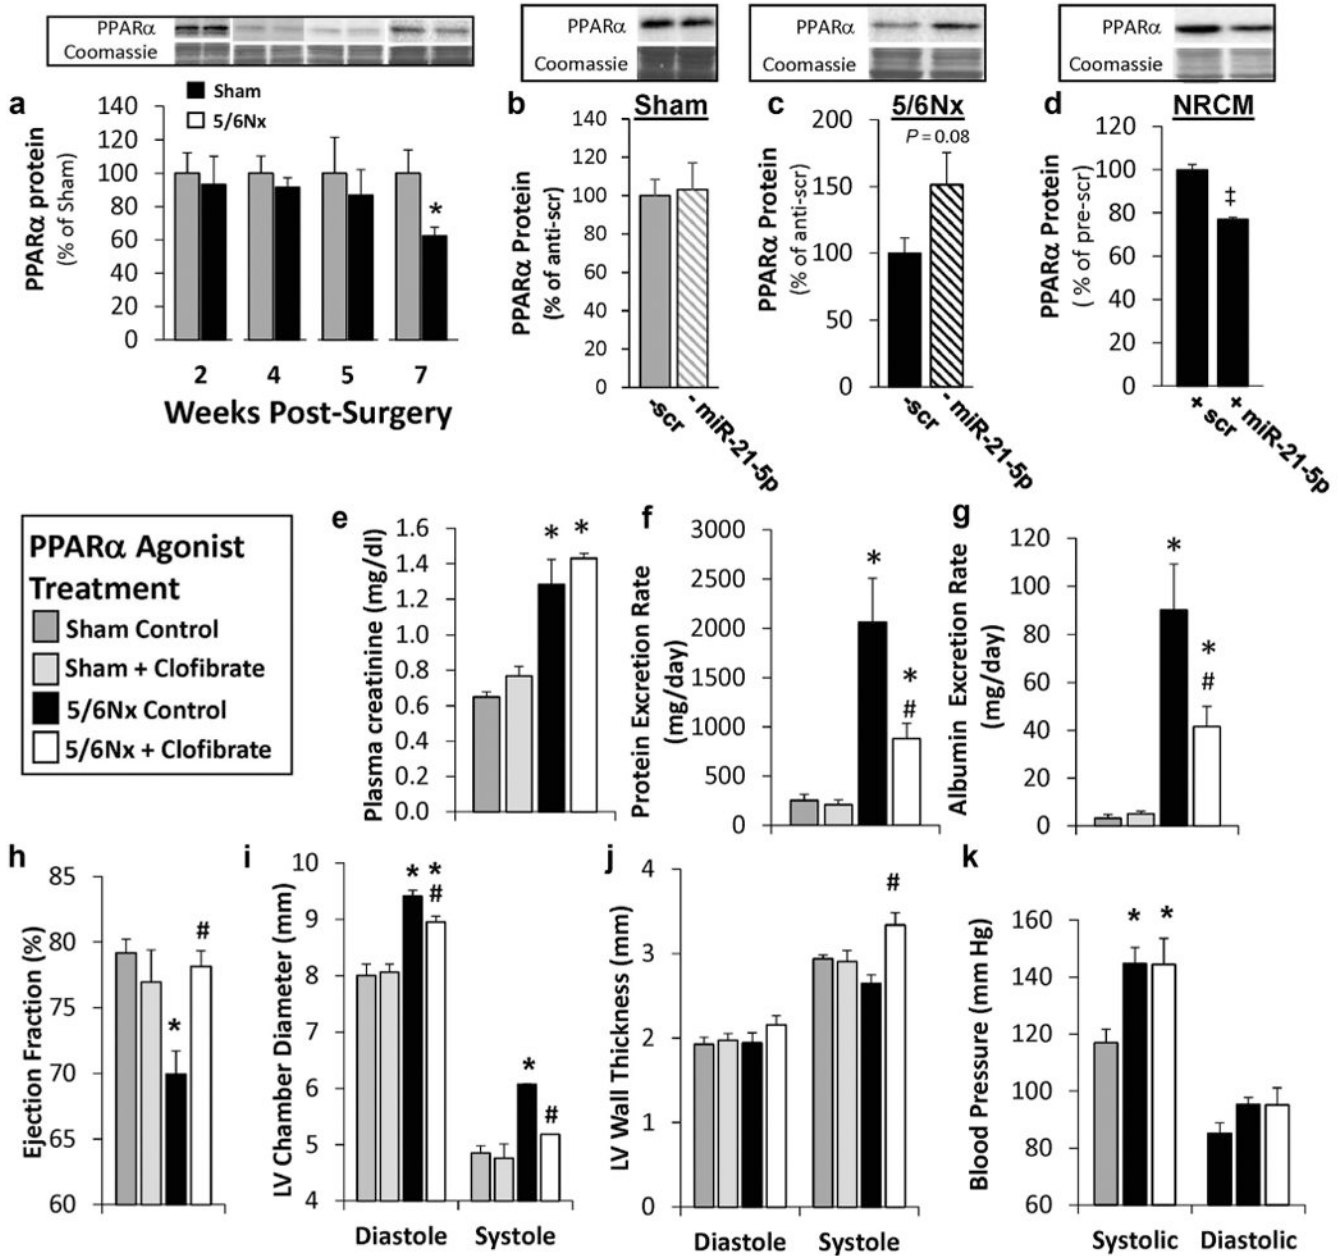 PPARα
Coomassie
PPARα
Coomassie
PPARα
Coomassie
PPARα
Coomassie
a
Sham
5/6Nx
PPARα protein
(% of Sham)
140
120
100
80
60
40
20
0
*
2 4 5 7
Weeks Post-Surgery
b
Sham
PPARα Protein
(% of anti-scr)
140
120
100
80
60
40
20
0
-scr
- miR-21-5p
c
5/6Nx
P = 0.08
PPARα Protein
(% of anti-scr)
200
150
100
50
0
-scr
- miR-21-5p
d
NRCM
PPARα Protein
( % of pre-scr)
120
100
80
60
40
20
0
‡
+ scr
+ miR-21-5p
PPARα Agonist
Treatment
Sham Control
Sham + Clofibrate
5/6Nx Control
5/6Nx + Clofibrate
e
Plasma creatinine (mg/dl)
1.6
1.4
1.2
1.0
0.8
0.6
0.4
0.2
0.0
* *
f
Protein Excretion Rate
(mg/day)
3000
2500
2000
1500
1000
500
0
*
*
#
g
Albumin Excretion Rate
(mg/day)
120
100
80
60
40
20
0
*
*
#
h
Ejection Fraction (%)
85
80
75
70
65
60
*
#
i
LV Chamber Diameter (mm)
10
9
8
7
6
5
4
* *
#
*
#
Diastole Systole
j
LV Wall Thickness (mm)
4
3
2
1
0
#
Diastole Systole
k
Blood Pressure (mm Hg)
160
140
120
100
80
60
* *
Systolic Diastolic